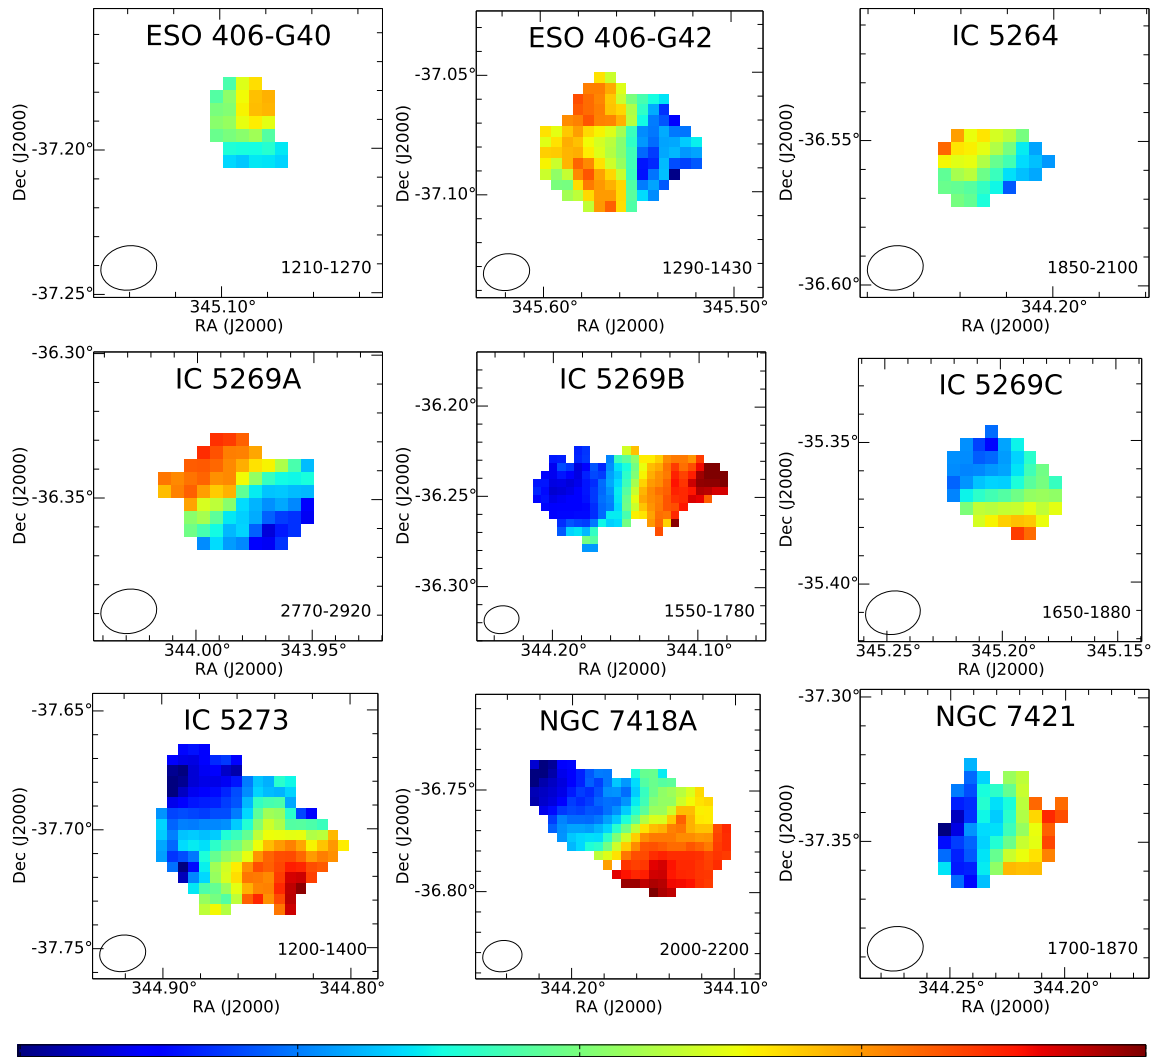 ESO 406-G40
-37.20°
-37.25°
Dec (J2000)
1210-1270
345.10°
RA (J2000)
ESO 406-G42
-37.05°
-37.10°
Dec (J2000)
1290-1430
345.60°
345.50°
RA (J2000)
IC 5264
-36.55°
-36.60°
Dec (J2000)
1850-2100
344.20°
RA (J2000)
IC 5269A
-36.30°
-36.35°
Dec (J2000)
2770-2920
344.00°
343.95°
RA (J2000)
IC 5269B
-36.20°
-36.25°
-36.30°
Dec (J2000)
1550-1780
344.20°
344.10°
RA (J2000)
IC 5269C
-35.35°
-35.40°
Dec (J2000)
1650-1880
345.25°
345.20°
345.15°
RA (J2000)
IC 5273
-37.65°
-37.70°
-37.75°
Dec (J2000)
1200-1400
344.90°
344.80°
RA (J2000)
NGC 7418A
-36.75°
-36.80°
Dec (J2000)
2000-2200
344.20°
344.10°
RA (J2000)
NGC 7421
-37.30°
-37.35°
Dec (J2000)
1700-1870
344.25°
344.20°
RA (J2000)